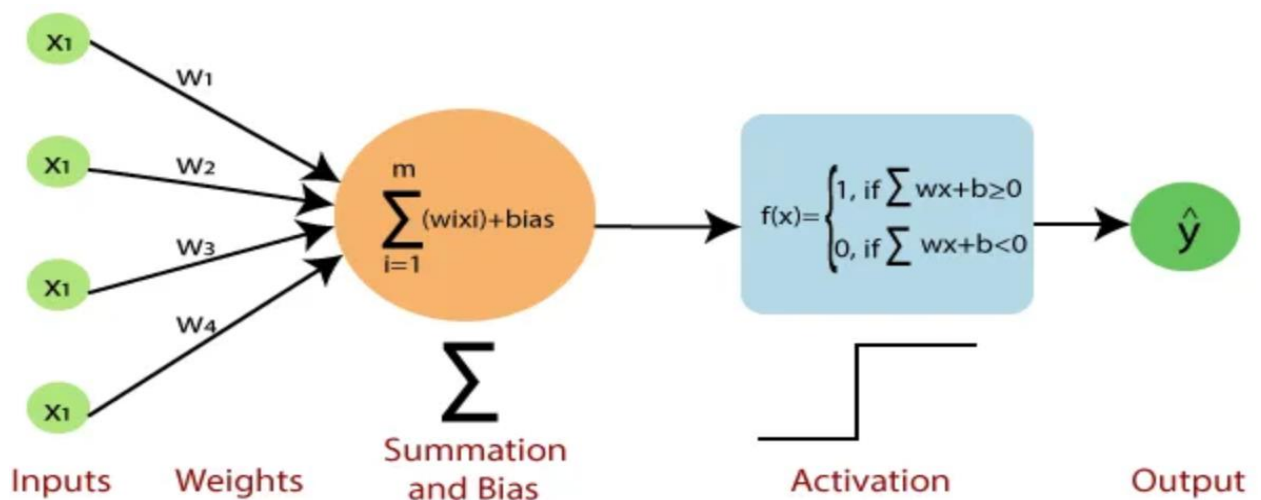 x1
w1
x1
w2
x1
w3
x1
w4
m
∑(wixi)+bias
i=1
∑
f(x)={1, if ∑ wx+b≥0
0, if ∑ wx+b<0
ŷ
Inputs
Weights
Summation
and Bias
Activation
Output